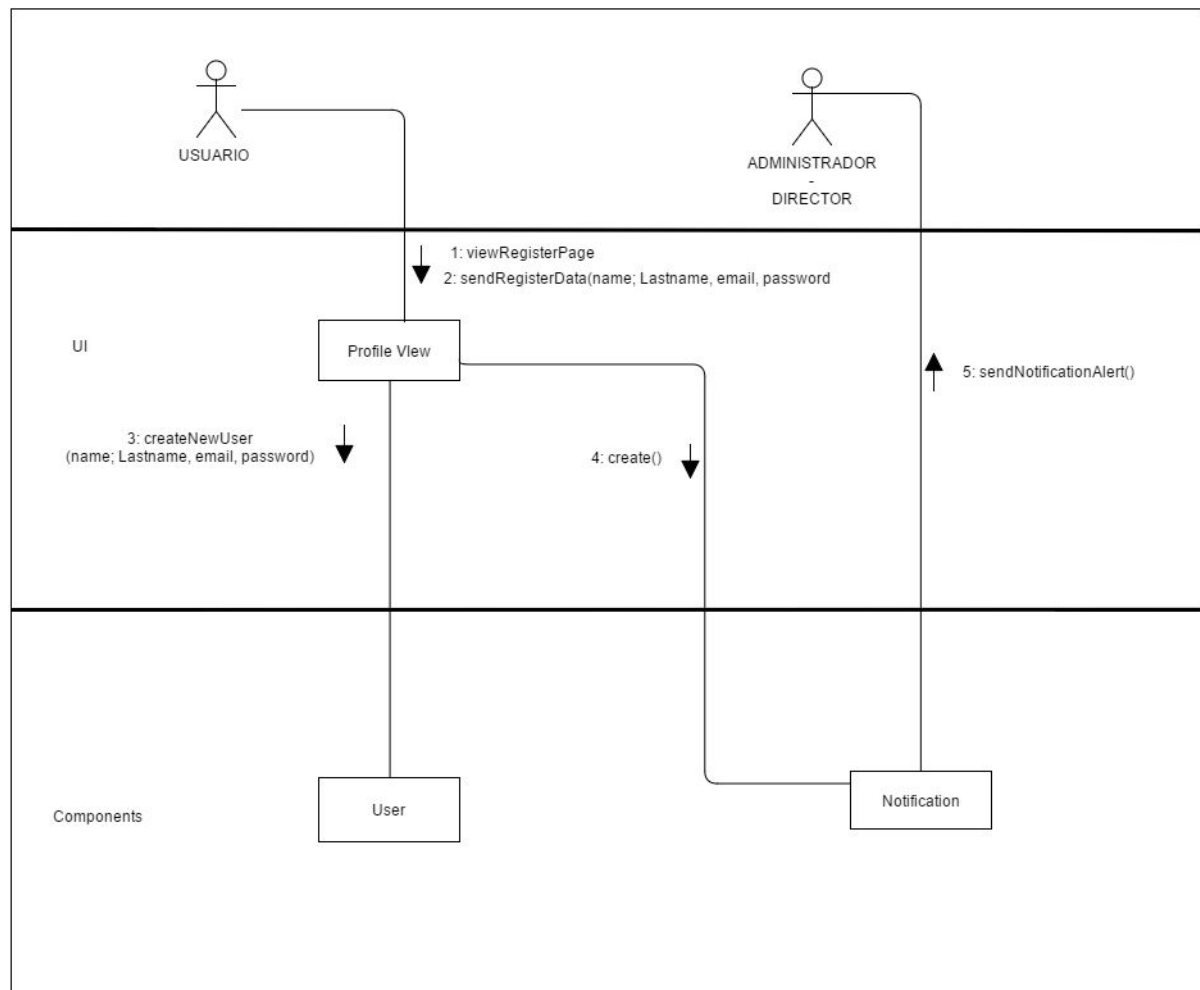 USUARIO
ADMINISTRADOR
-
DIRECTOR
1: viewRegisterPage
2: sendRegisterData(name; Lastname, email, password
UI
Profile VIew
5: sendNotificationAlert()
3: createNewUser
(name; Lastname, email, password)
4: create()
Components
User
Notification